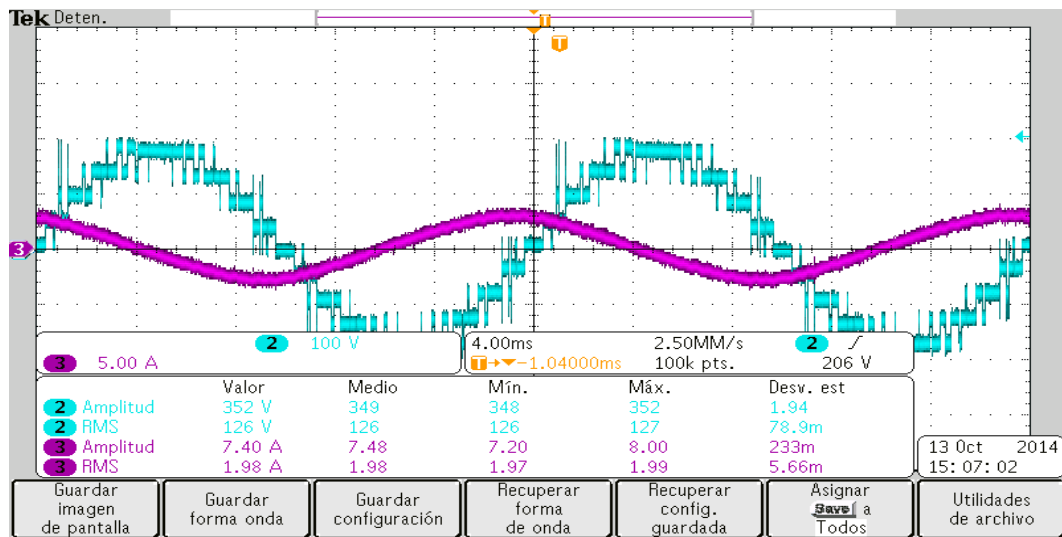 Tek Deten.
T
T
3
2 100 V
3 5.00 A
4.00ms 2.50MM/s 2
T→▼-1.04000ms 100k pts. 206 V
Valor Medio Mín. Máx. Desv. est
2 Amplitud 352 V 349 348 352 1.94
2 RMS 126 V 126 126 127 78.9m
3 Amplitud 7.40 A 7.48 7.20 8.00 233m
3 RMS 1.98 A 1.98 1.97 1.99 5.66m
13 Oct 2014
15:07:02
Guardar
imagen
de pantalla
Guardar
forma onda
Guardar
configuración
Recuperar
forma
de onda
Recuperar
config.
guardada
Asignar
Save a
Todos
Utilidades
de archivo